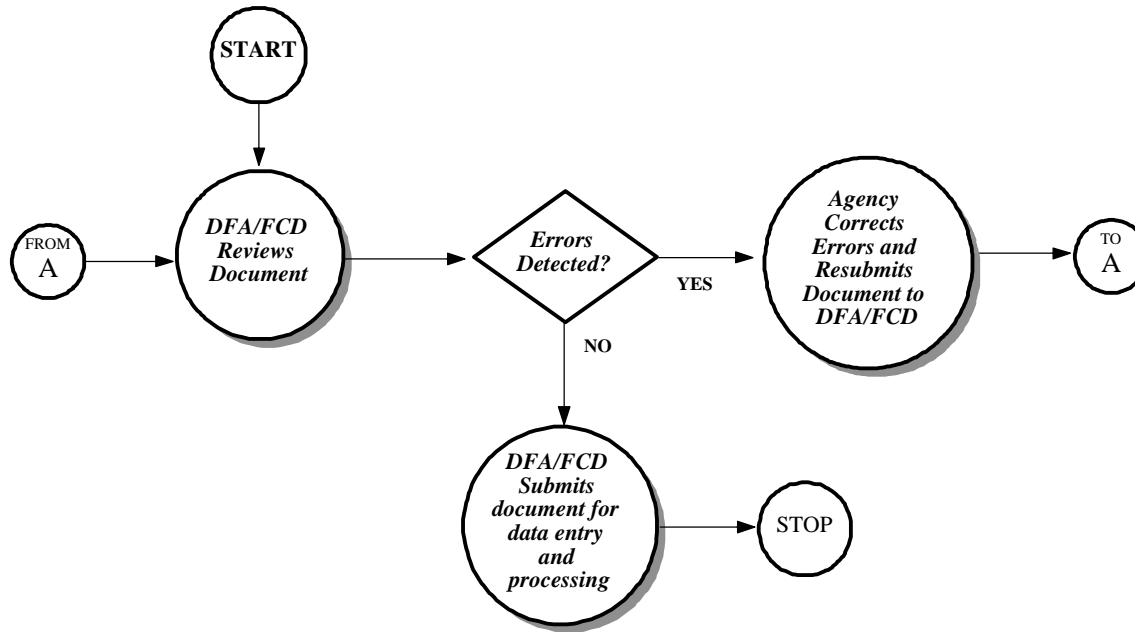 START
FROM
A
DFA/FCD
Reviews
Document
Errors
Detected?
YES
NO
Agency
Corrects
Errors and
Resubmits
Document to
DFA/FCD
TO
A
DFA/FCD
Submits
document for
data entry
and
processing
STOP